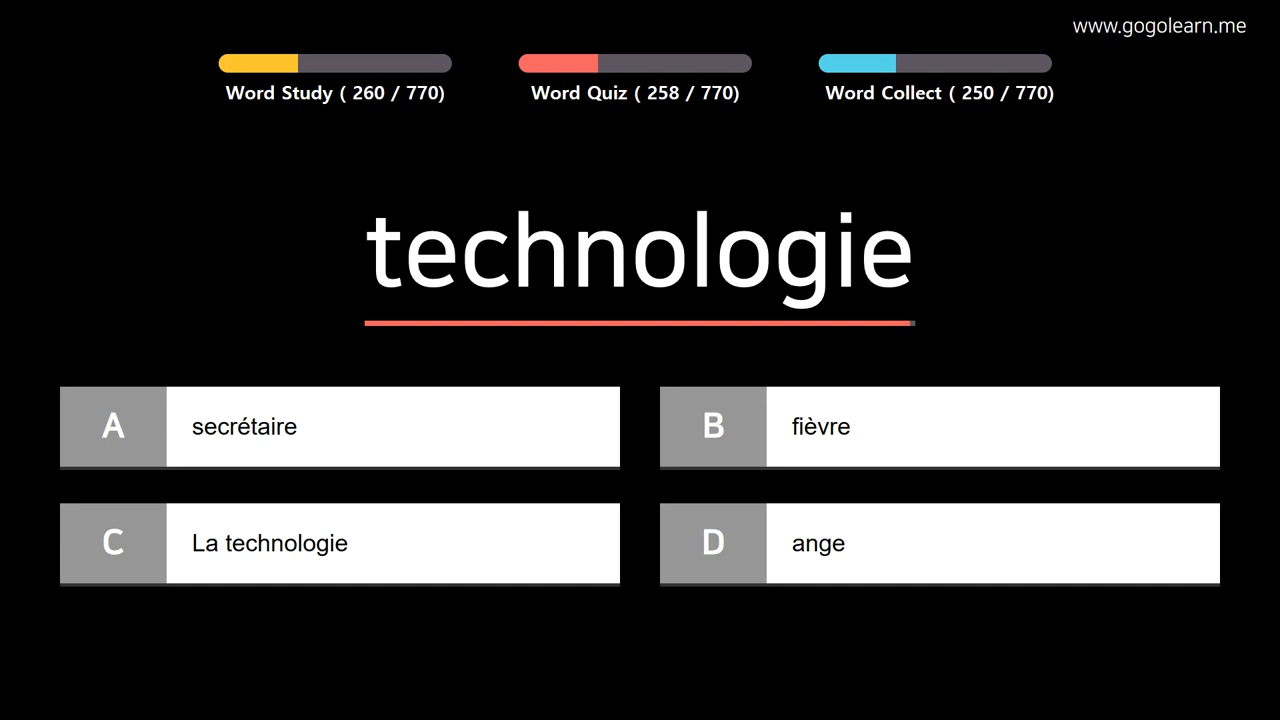 www.gogolearn.me
Word Study ( 260 / 770)
Word Quiz ( 258 / 770)
Word Collect ( 250 / 770)
technologie
A
secrétaire
B
fièvre
C
La technologie
D
ange